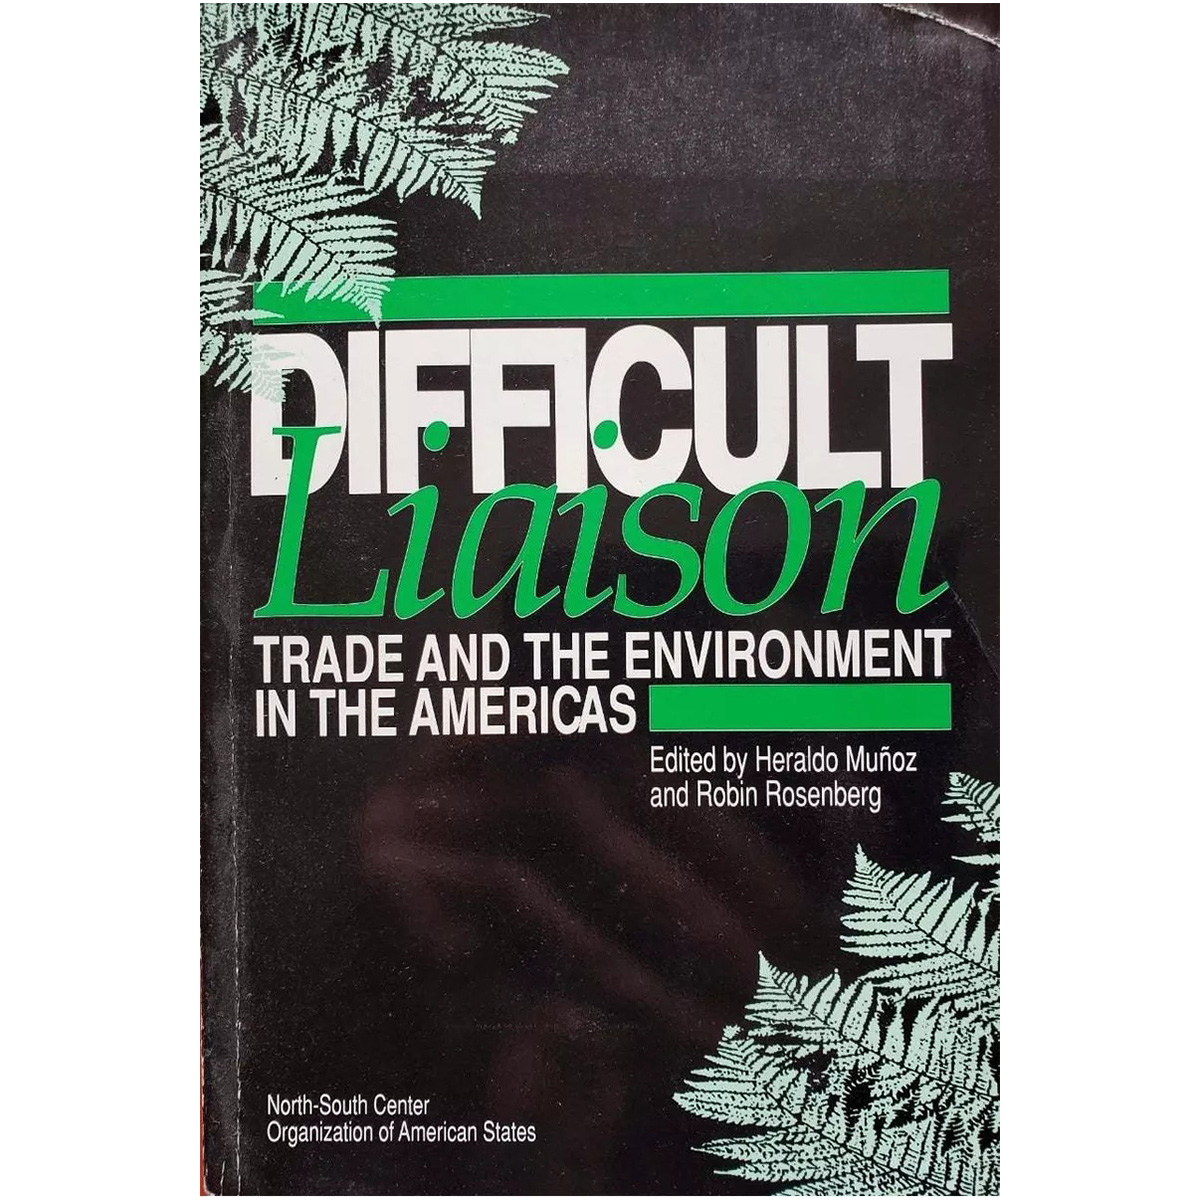 DIFFICULT
Liaison
TRADE AND THE ENVIRONMENT
IN THE AMERICAS
Edited by Heraldo Muñoz
and Robin Rosenberg
North-South Center
Organization of American States